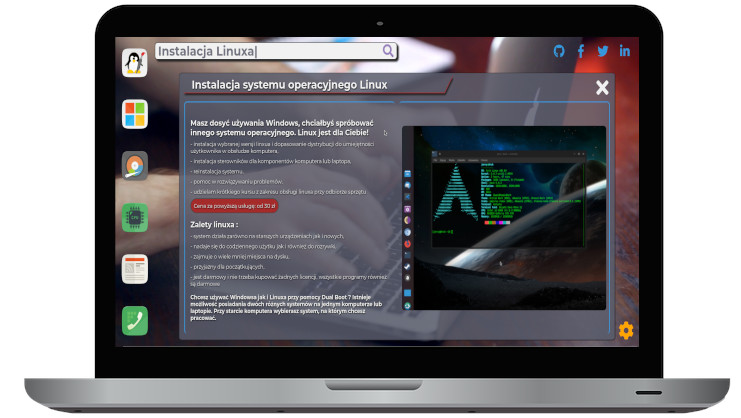 Instalacja Linuxa|
Instalacja systemu operacyjnego Linux
Masz dosyć używania Windows, chciałbyś spróbować
innego systemu operacyjnego. Linux jest dla Ciebie!
- instalacja wybranej wersji linuxa i dopasowanie dystrybucji do umiejętności
użytkownika w obsłudze komputera,
- instalacja sterowników dla komponentów komputera lub laptopa,
- reinstalacja systemu,
- pomoc w rozwiązywaniu problemów,
- udzielam krótkiego kursu z zakresu obsługi linuxa przy odbiorze sprzętu.
Cena za powyższą usługę: od 50 zł
Zalety linuxa :
- system działa zarówno na starszych urządzeniach jak i nowych,
- nadaje się do codziennego użytku jak i również do rozrywki,
- zajmuje o wiele mniej miejsca na dysku,
- przyjazny dla początkujących,
- jest darmowy i nie trzeba kupować żadnych licencji, wszystkie programy również
są darmowe
Chcesz używać Windowsa jak i Linuxa przy pomocy Dual Boot ? Istnieje
możliwość posiadania dwóch różnych systemów na jednym komputerze lub
laptopie. Przy starcie komputera wybierasz system, na którym chcesz
pracować.